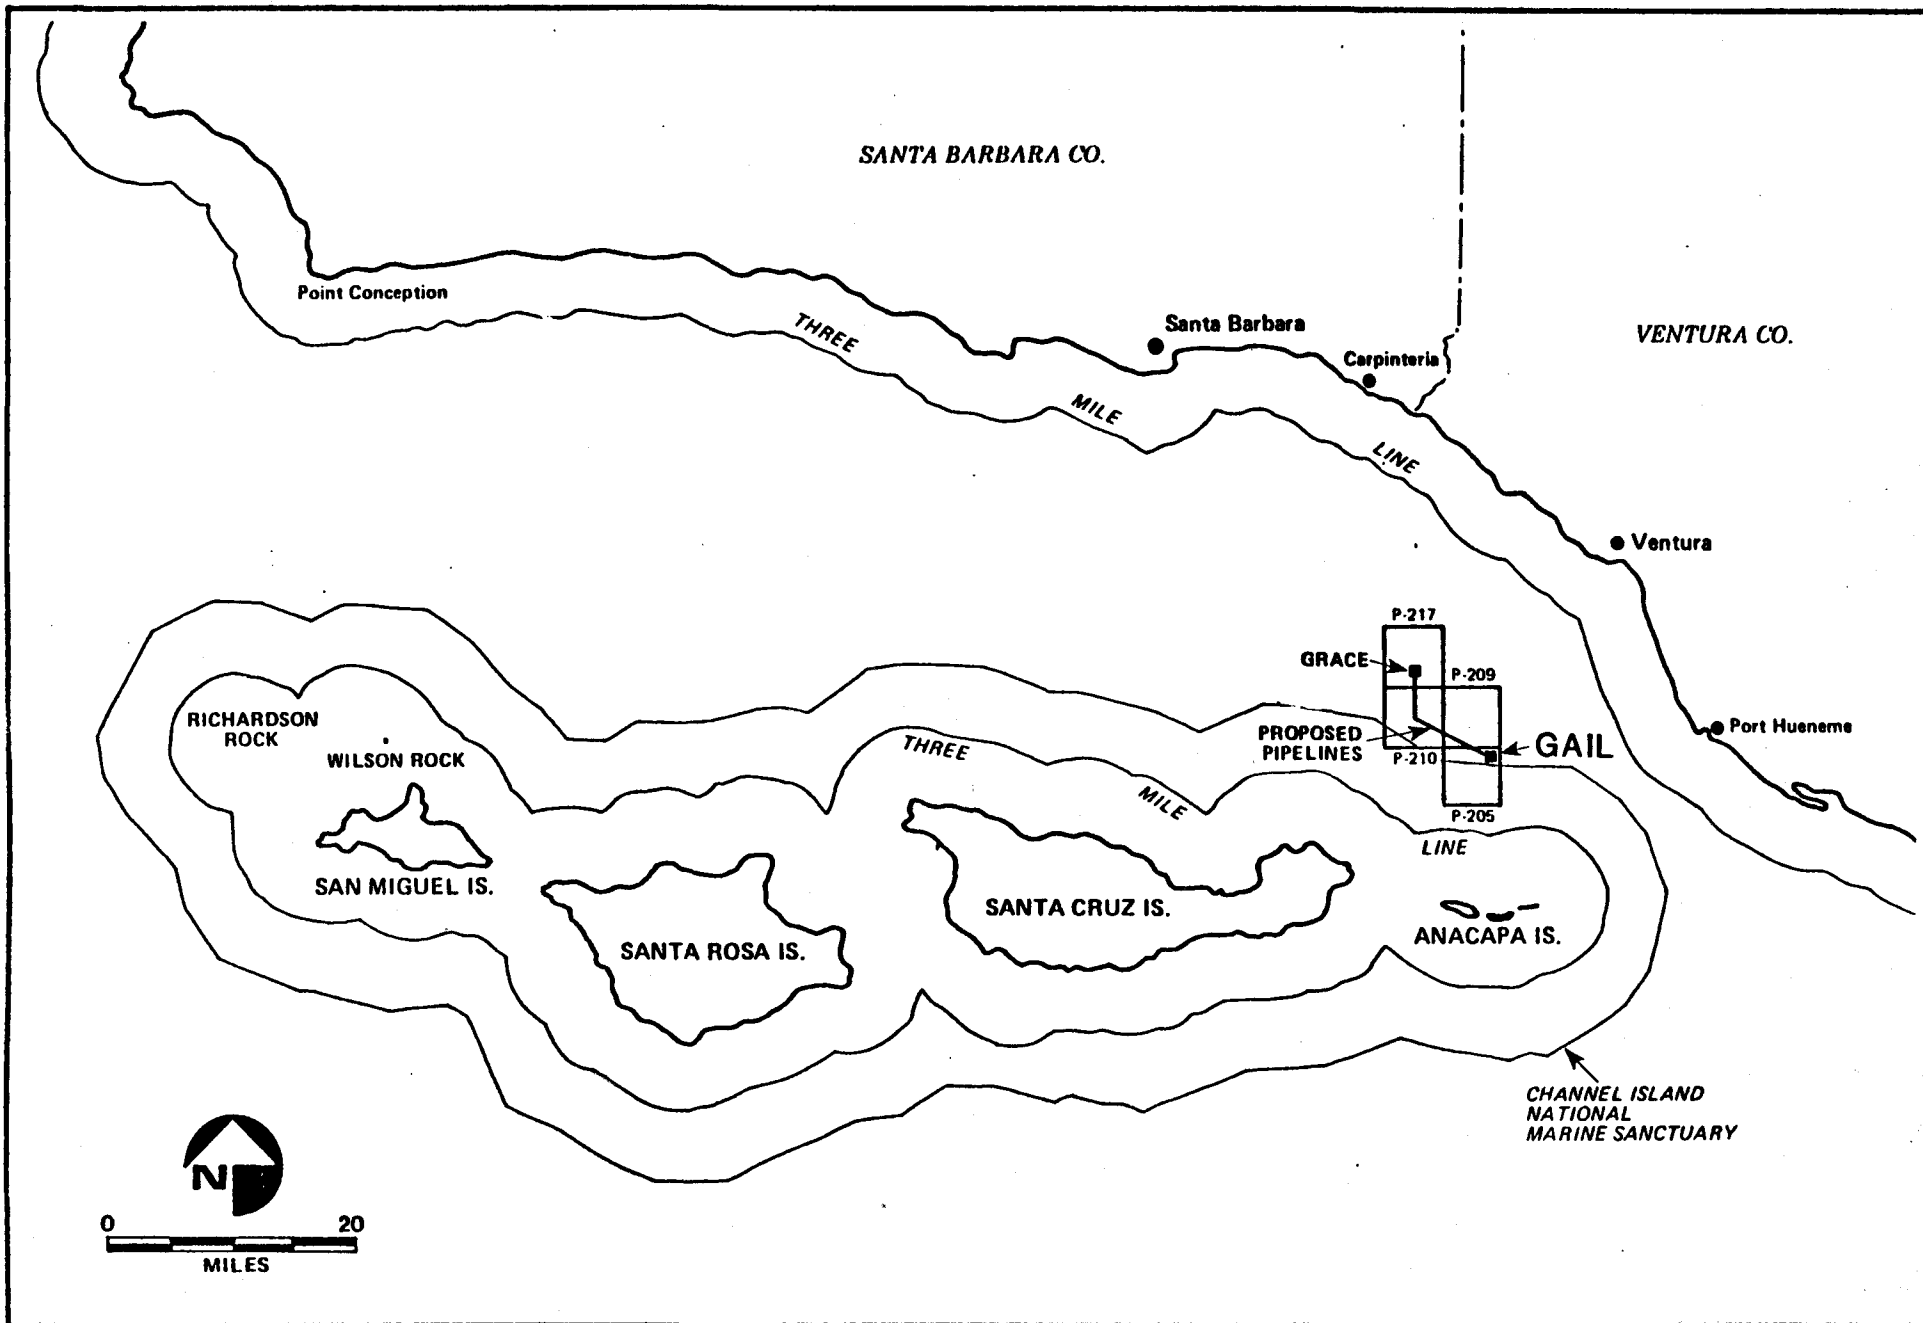 SANTA BARBARA CO.
VENTURA CO.
Point Conception
THREE
MILE
LINE
Santa Barbara
Carpinteria
Ventura
P-217
GRACE
P-209
PROPOSED
PIPELINES
GAIL
P-210
P-205
Port Hueneme
RICHARDSON
ROCK
WILSON ROCK
THREE
MILE
LINE
SAN MIGUEL IS.
SANTA ROSA IS.
SANTA CRUZ IS.
ANACAPA IS.
CHANNEL ISLAND
NATIONAL
MARINE SANCTUARY
N
0 20
MILES